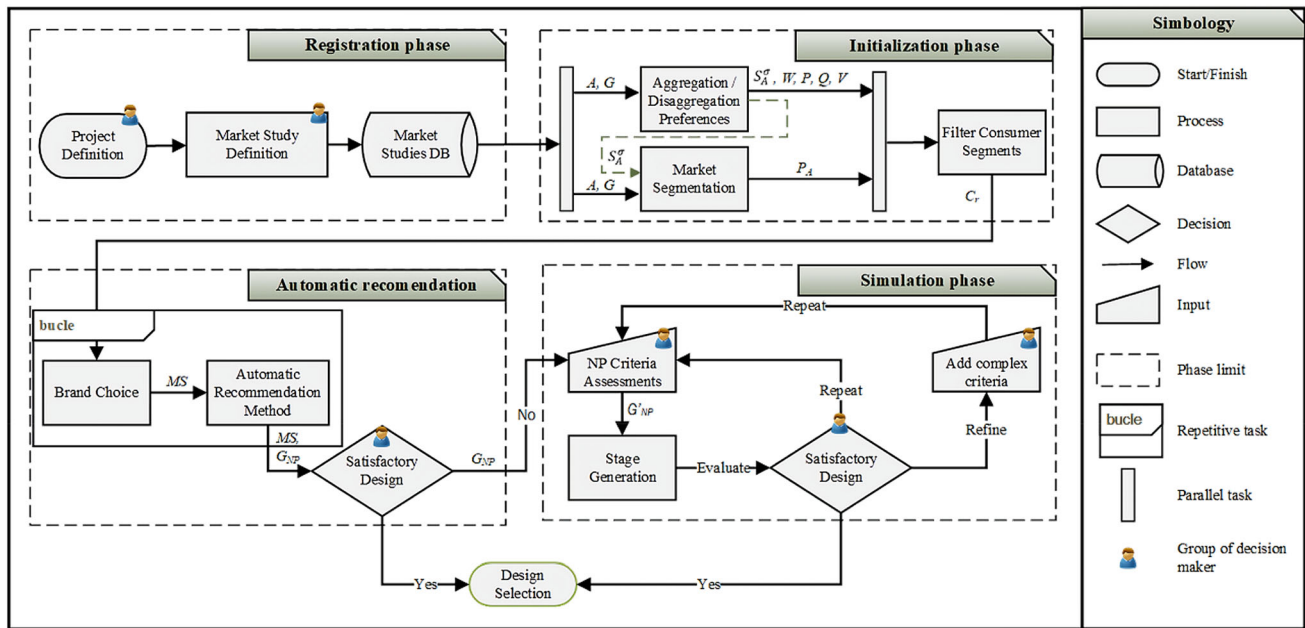 Registration phase
Project
Definition
Market Study
Definition
Market
Studies DB
Initialization phase
A, G
Aggregation /
Disaggregation
Preferences
S_A^σ, W, P, Q, V
S_A^σ
A, G
Market
Segmentation
P_A
Filter Consumer
Segments
C_r
Automatic recomendation
bucle
Brand Choice
MS
Automatic
Recommendation
Method
MS,
G_NP
Satisfactory
Design
G_NP
No
Yes
Simulation phase
Repeat
NP Criteria
Assessments
G'_NP
Stage
Generation
Evaluate
Repeat
Satisfactory
Design
Add complex
criteria
Refine
Yes
Design
Selection
Simbology
Start/Finish
Process
Database
Decision
Flow
Input
Phase limit
bucle
Repetitive task
Parallel task
Group of decision
maker